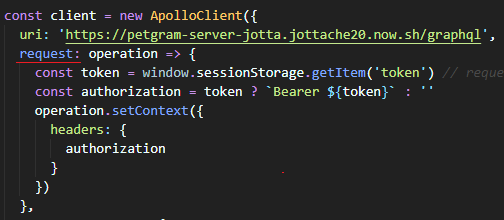 const client = new ApolloClient({
uri: 'https://petgram-server-jotta.jottache20.now.sh/graphql',
request: operation => {
const token = window.sessionStorage.getItem('token') // reque
const authorization = token ? `Bearer ${token}` : ''
operation.setContext({
headers: {
authorization
}
})
},